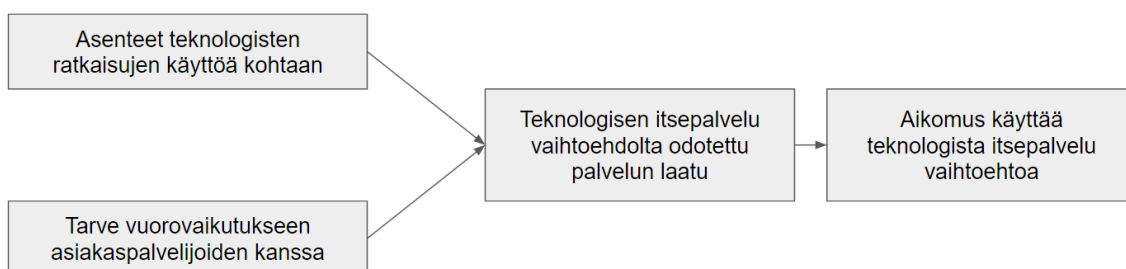 Asenteet teknologisten
ratkaisujen käyttöä kohtaan
Tarve vuorovaikutukseen
asiakaspalvelijoiden kanssa
Teknologisen itsepalvelu
vaihtoehdolta odotettu
palvelun laatu
Aikomus käyttää
teknologista itsepalvelu
vaihtoehtoa